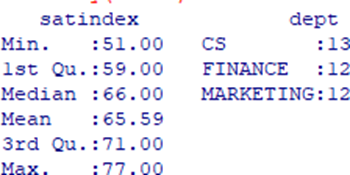 satindex dept
Min. :51.00 CS :13
1st Qu.:59.00 FINANCE :12
Median :66.00 MARKETING:12
Mean :65.59
3rd Qu.:71.00
Max. :77.00